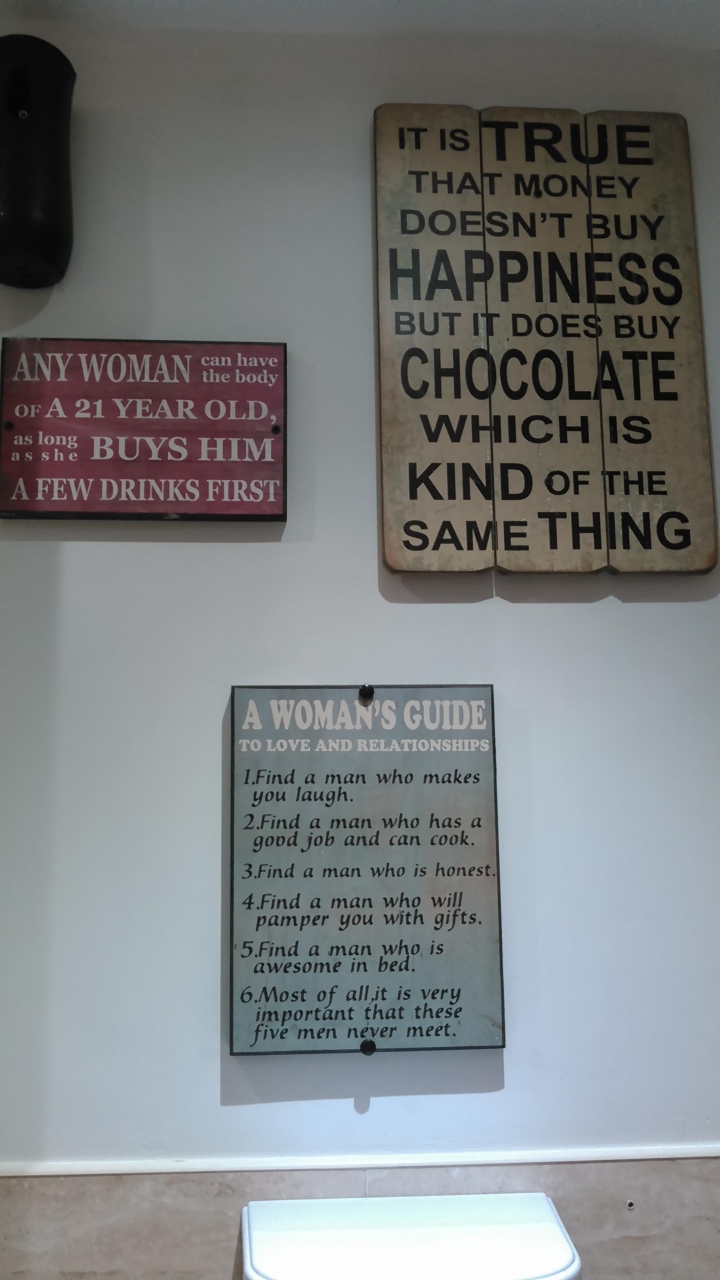 IT IS TRUE
THAT MONEY
DOESN'T BUY
HAPPINESS
BUT IT DOES BUY
CHOCOLATE
WHICH IS
KIND OF THE
SAME THING
ANY WOMAN can have
the body
OF A 21 YEAR OLD,
as long
as she BUYS HIM
A FEW DRINKS FIRST
A WOMAN'S GUIDE
TO LOVE AND RELATIONSHIPS
1.Find a man who makes
you laugh.
2.Find a man who has a
good job and can cook.
3.Find a man who is honest.
4.Find a man who will
pamper you with gifts.
5.Find a man who is
awesome in bed.
6.Most of all,it is very
important that these
five men never meet.